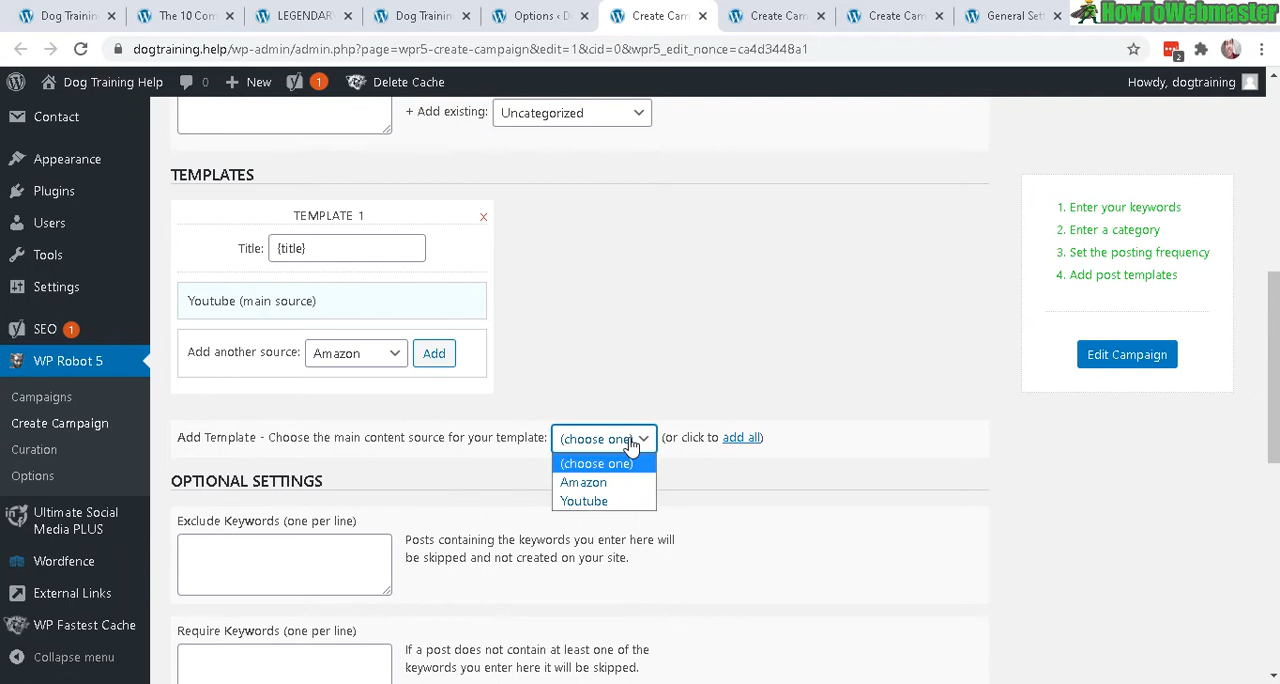 Dog Trainin
The 10 Com
LEGENDAR
Dog Traini
Options ‹ D
Create Cam
Create Cam
Create Cam
General Set
HowToWebmaster
dogtraining.help/wp-admin/admin.php?page=wpr5-create-campaign&edit=1&cid=0&wpr5_edit_nonce=ca4d3448a1
2
Dog Training Help
0
New
1
Delete Cache
Howdy, dogtraining
Contact
Appearance
Plugins
Users
Tools
Settings
SEO 1
WP Robot 5
Campaigns
Create Campaign
Curation
Options
Ultimate Social
Media PLUS
Wordfence
External Links
WP Fastest Cache
Collapse menu
+ Add existing: Uncategorized
TEMPLATES
TEMPLATE 1
x
Title: {title}
Youtube (main source)
Add another source: Amazon Add
Add Template - Choose the main content source for your template: (choose one) (or click to add all)
(choose one)
Amazon
Youtube
OPTIONAL SETTINGS
Exclude Keywords (one per line)
Posts containing the keywords you enter here will
be skipped and not created on your site.
Require Keywords (one per line)
If a post does not contain at least one of the
keywords you enter here it will be skipped.
1. Enter your keywords
2. Enter a category
3. Set the posting frequency
4. Add post templates
Edit Campaign